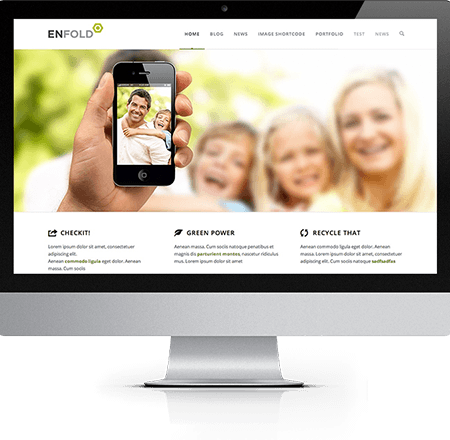 ENFOLD
HOME BLOG NEWS IMAGE SHORTCODE PORTFOLIO TEST NEWS
CHECKIT!
Lorem ipsum dolor sit amet, consectetuer
adipiscing elit.
Aenean commodo ligula eget dolor. Aenean
massa. Cum sociis
GREEN POWER
Aenean massa. Cum sociis natoque penatibus et
magnis dis parturient montes, nascetur ridiculus
mus. Lorem ipsum dolor sit amet
RECYCLE THAT
Lorem ipsum dolor sit amet, consectetuer
adipiscing elit. Aenean commodo ligula eget dolor.
Aenean massa. Cum sociis natoque sadfsadfas